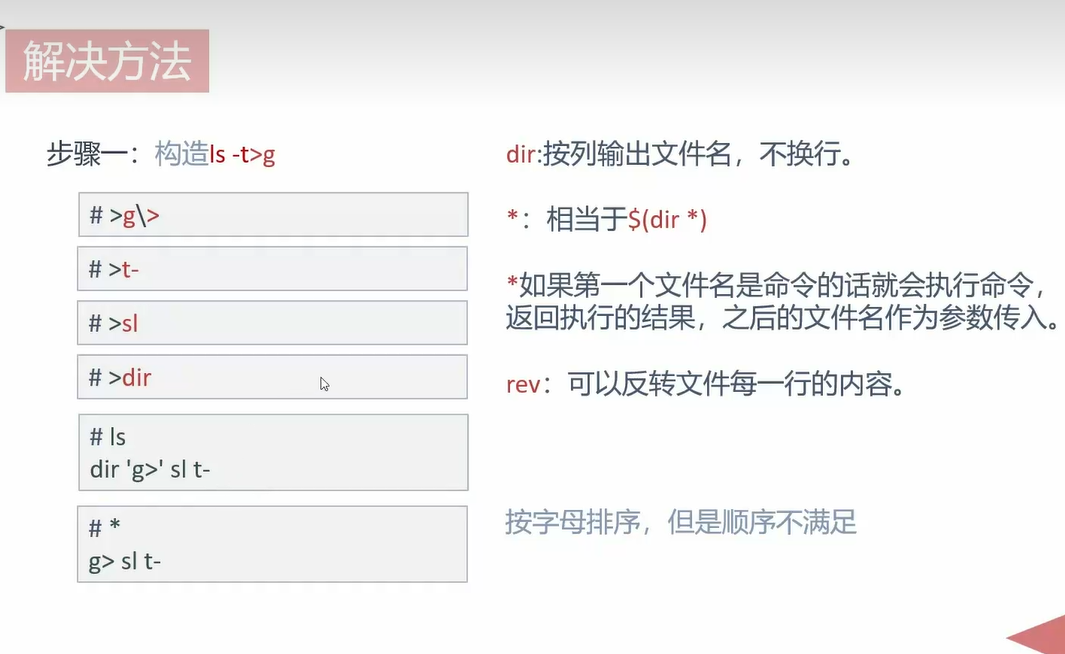 解决方法
步骤一：构造ls -t>g
# >g\>
# >t-
# >sl
# >dir
# ls
dir 'g>' sl t-
# *
g> sl t-
dir:按列输出文件名，不换行。
*：相当于$(dir *)
*如果第一个文件名是命令的话就会执行命令，
返回执行的结果，之后的文件名作为参数传入。
rev：可以反转文件每一行的内容。
按字母排序，但是顺序不满足